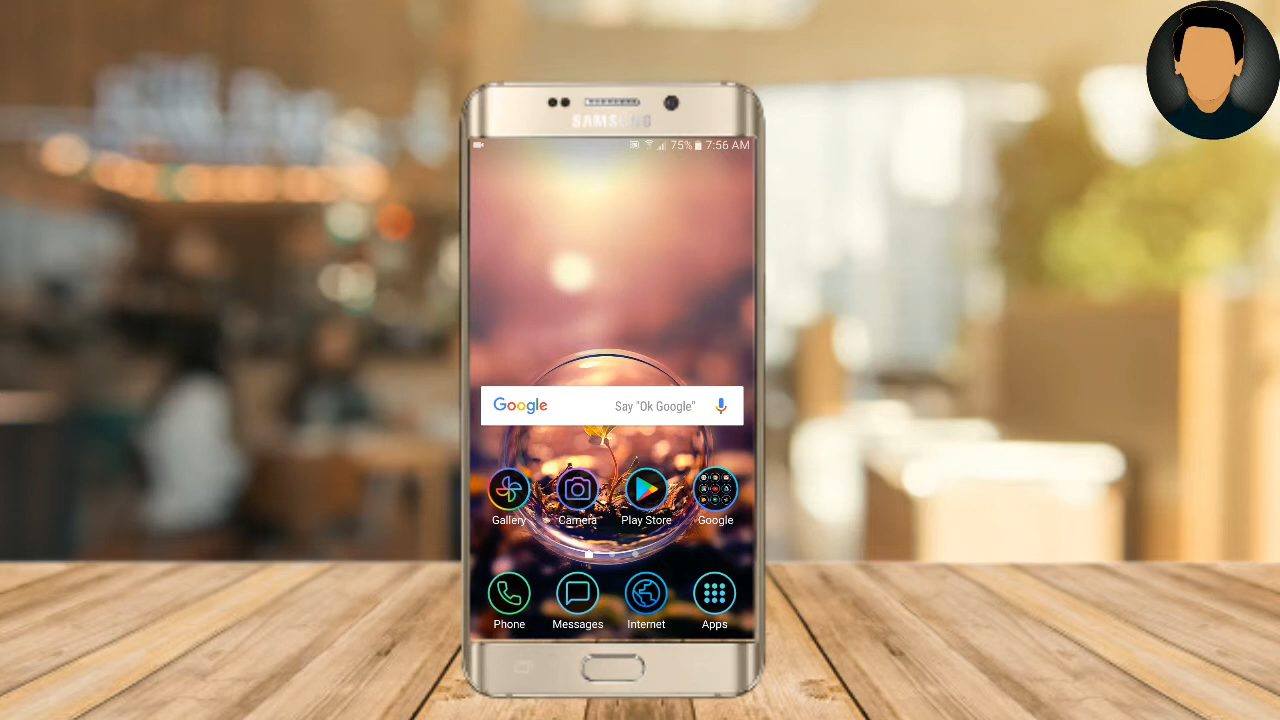 SAMSUNG
75% 7:56 AM
Google Say "Ok Google"
Gallery Camera Play Store Google
Phone Messages Internet Apps